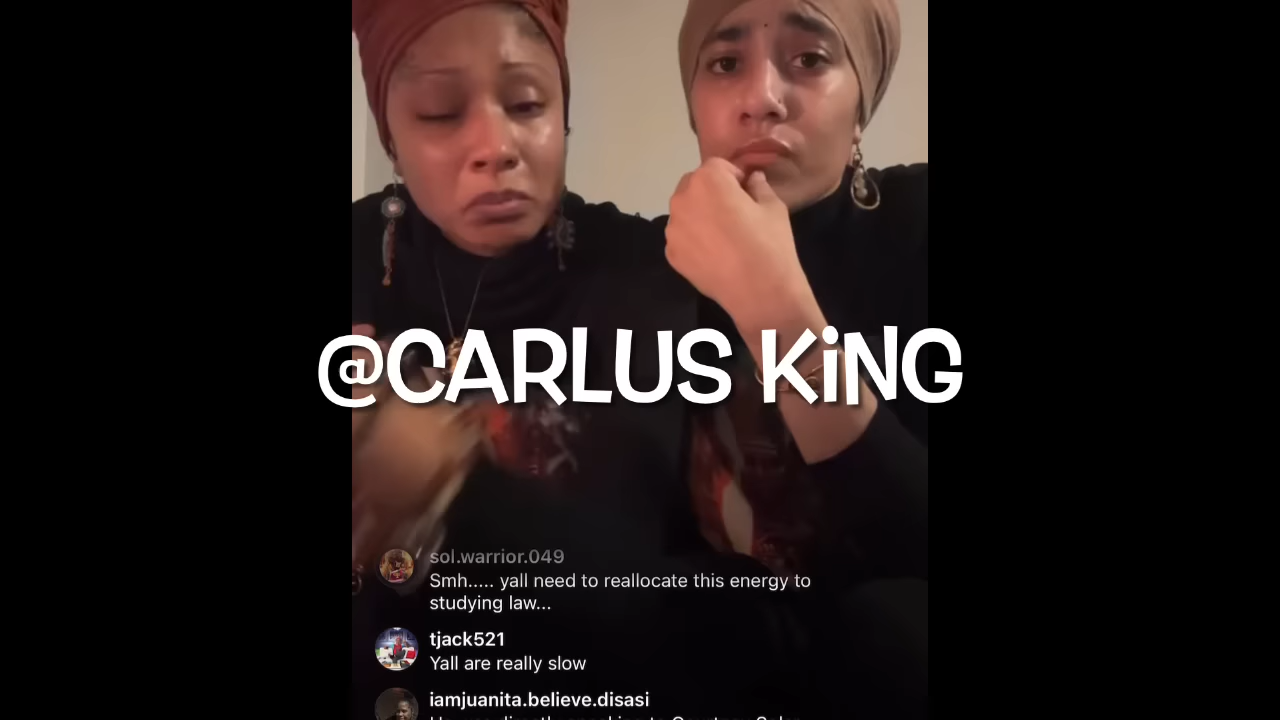 @CARLUS KiNG
sol.warrior.049
Smh..... yall need to reallocate this energy to
studying law...
tjack521
Yall are really slow
iamjuanita.believe.disasi